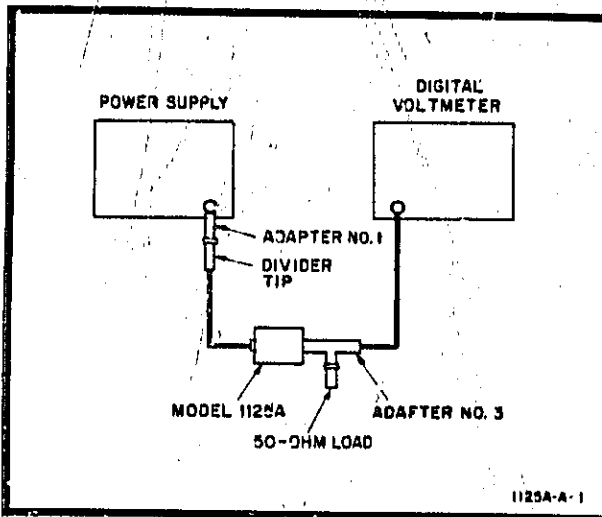 POWER SUPPLY
DIGITAL
VOLTMETER
ADAPTER NO. 1
DIVIDER
TIP
MODEL 1125A
ADAPTER NO. 3
50-OHM LOAD
1125A-A-1